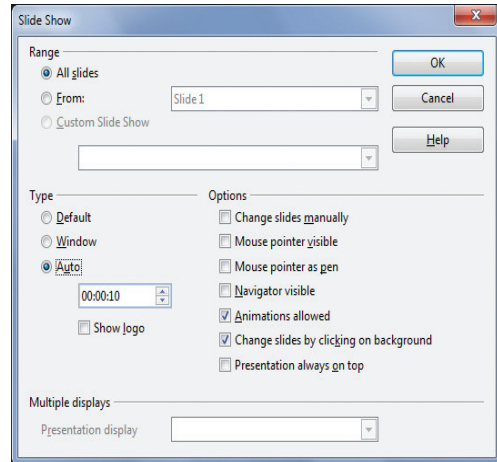 Slide Show
Range
All slides
From:
Slide 1
Custom Slide Show
OK
Cancel
Help
Type
Default
Window
Auto
00:00:10
Show logo
Options
Change slides manually
Mouse pointer visible
Mouse pointer as pen
Navigator visible
Animations allowed
Change slides by clicking on background
Presentation always on top
Multiple displays
Presentation display